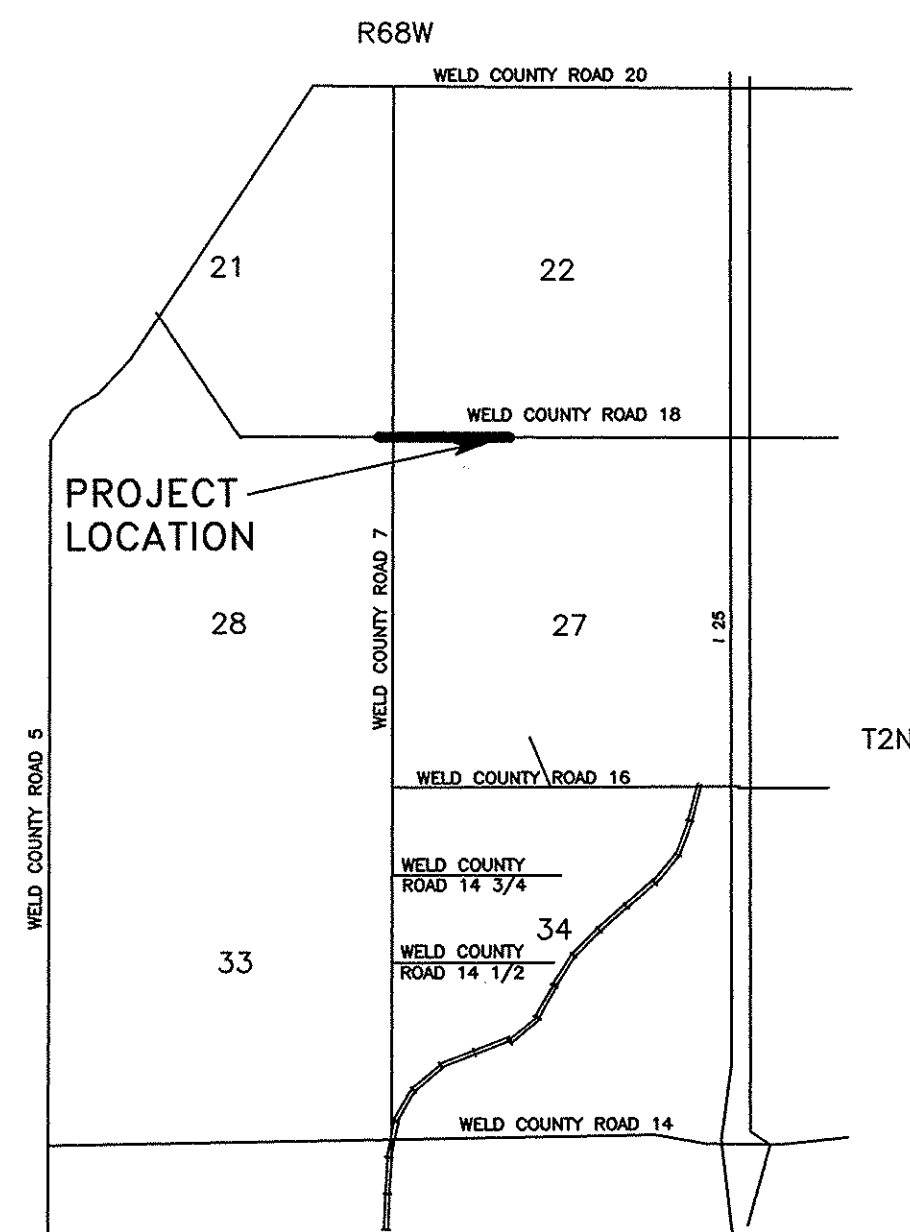 R68W
WELD COUNTY ROAD 20
21
22
WELD COUNTY ROAD 18
PROJECT
LOCATION
WELD COUNTY ROAD 7
28
27
I 25
T2N
WELD COUNTY ROAD 5
WELD COUNTY ROAD 16
WELD COUNTY
ROAD 14 3/4
34
WELD COUNTY
ROAD 14 1/2
33
WELD COUNTY ROAD 14